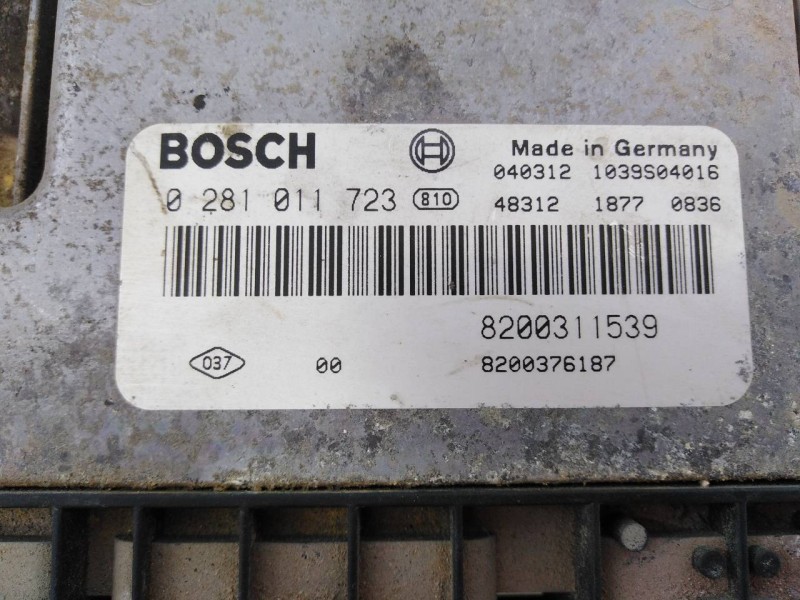 BOSCH
Made in Germany
040312 1039S04016
0 281 011 723 810
48312 1877 0836
8200311539
037 00 8200376187